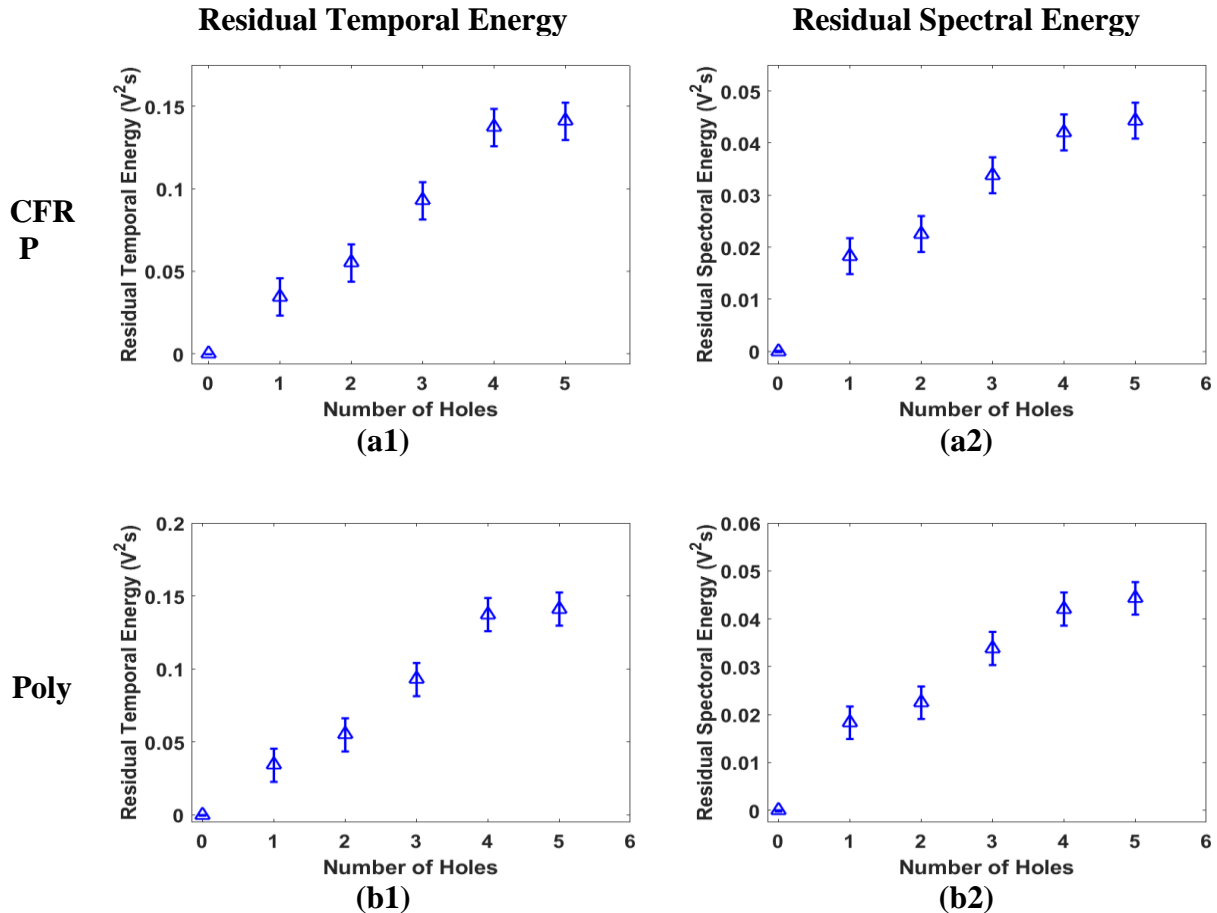 Residual Temporal Energy
Residual Spectral Energy
CFR
P
Residual Temporal Energy (V²s)
0.15
0.1
0.05
0
0 1 2 3 4 5
Number of Holes
(a1)
Residual Spectoral Energy (V²s)
0.05
0.04
0.03
0.02
0.01
0
0 1 2 3 4 5 6
Number of Holes
(a2)
Poly
Residual Temporal Energy (V²s)
0.2
0.15
0.1
0.05
0
0 1 2 3 4 5 6
Number of Holes
(b1)
Residual Spectoral Energy (V²s)
0.06
0.05
0.04
0.03
0.02
0.01
0
0 1 2 3 4 5 6
Number of Holes
(b2)